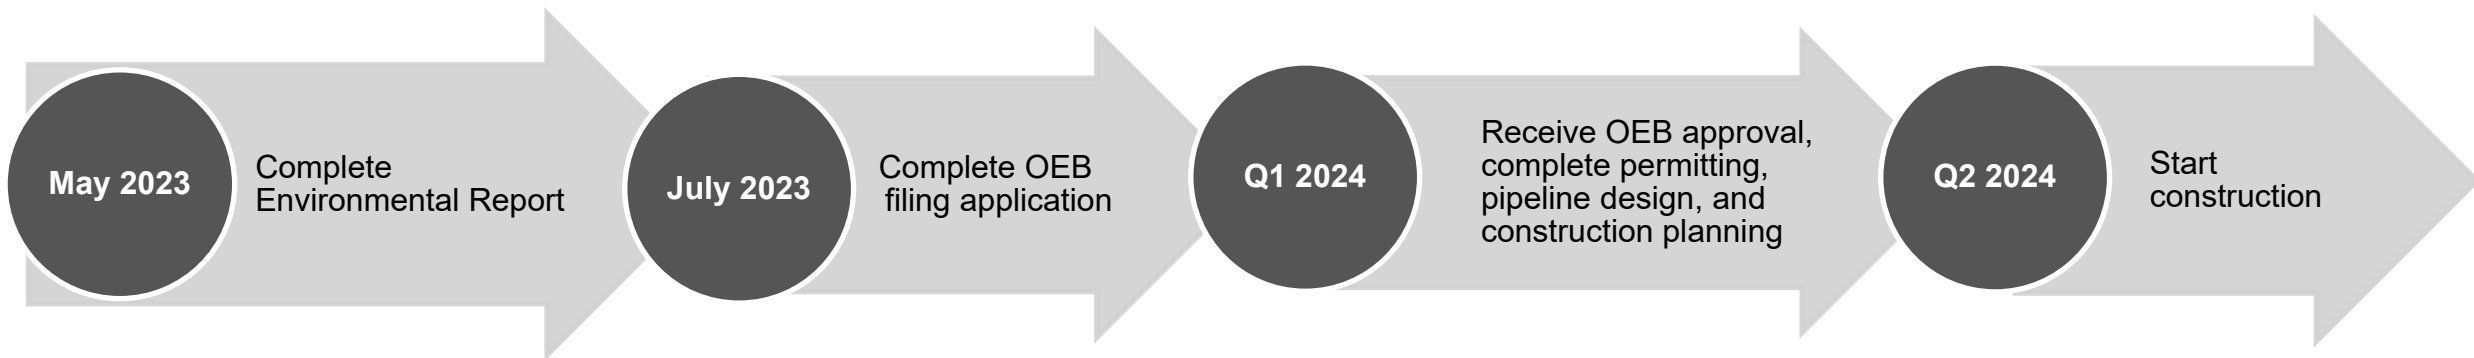 May 2023
Complete
Environmental Report
July 2023
Complete OEB
filing application
Q1 2024
Receive OEB approval,
complete permitting,
pipeline design, and
construction planning
Q2 2024
Start
construction